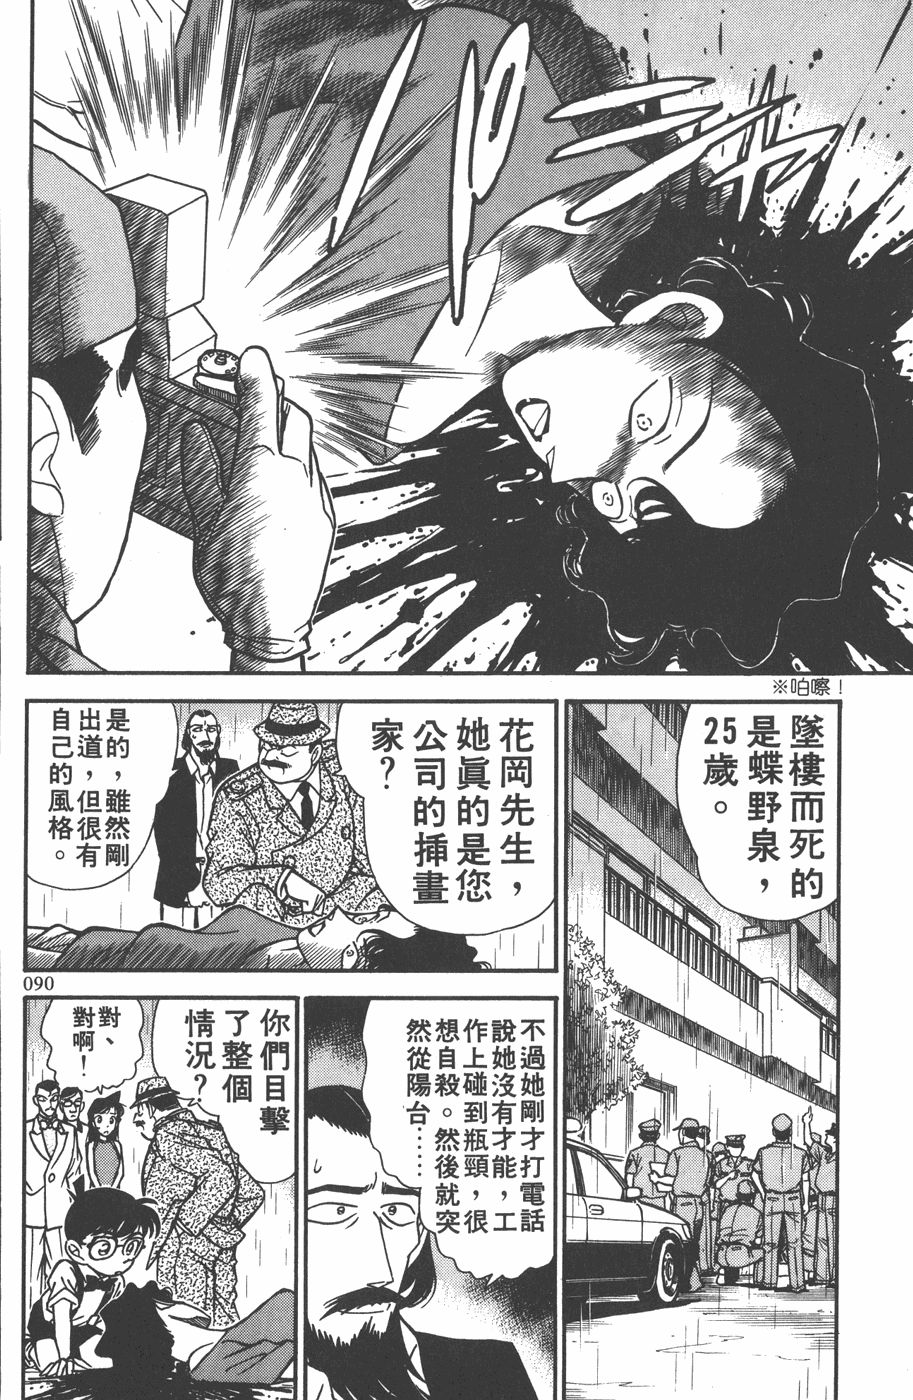 パシャ
※咱嚓！
墜樓而死的
是蝶野泉，
25歲。
花岡先生，
她真的是您
公司的插畫
家？
是的，雖然剛
出道，但很有
自己的風格。
不過她剛才打電話
說她沒有才能，工
作上碰到瓶頸，很
想自殺。然後就突
然從陽台……
你們目擊
了整個
情況？
對、
對啊！
090